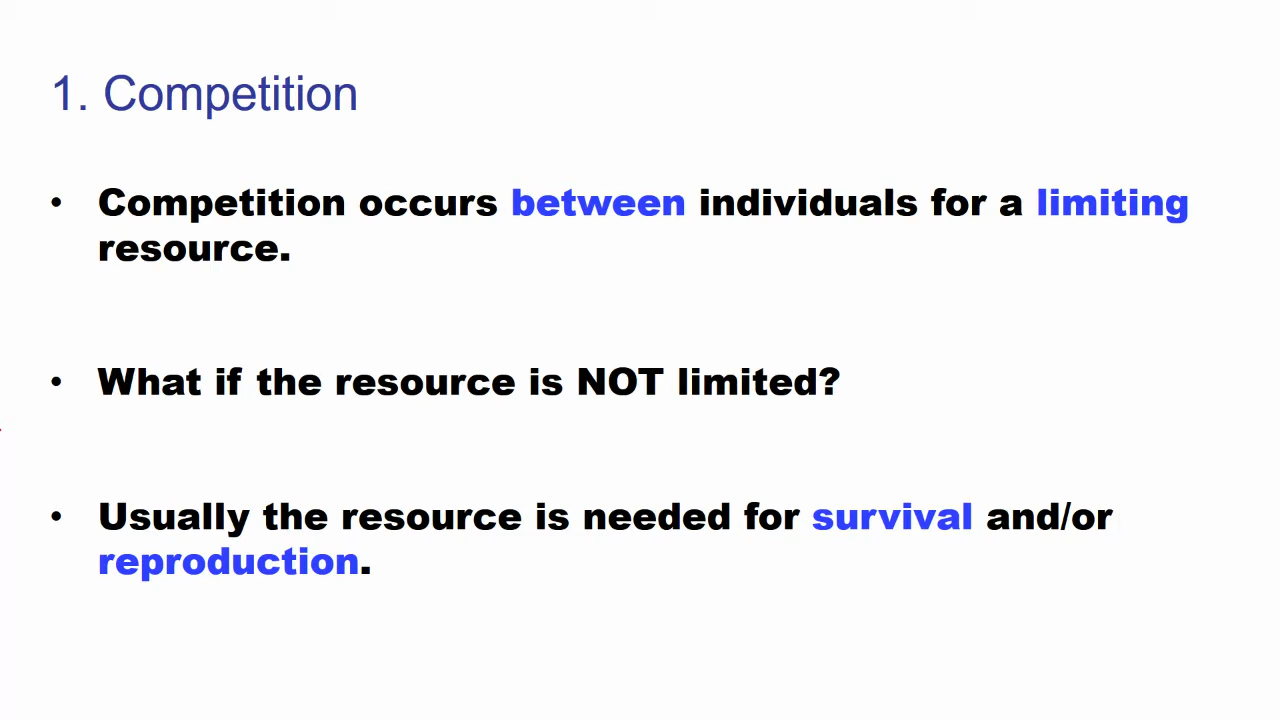 1. Competition
• Competition occurs between individuals for a limiting
resource.
• What if the resource is NOT limited?
• Usually the resource is needed for survival and/or
reproduction.